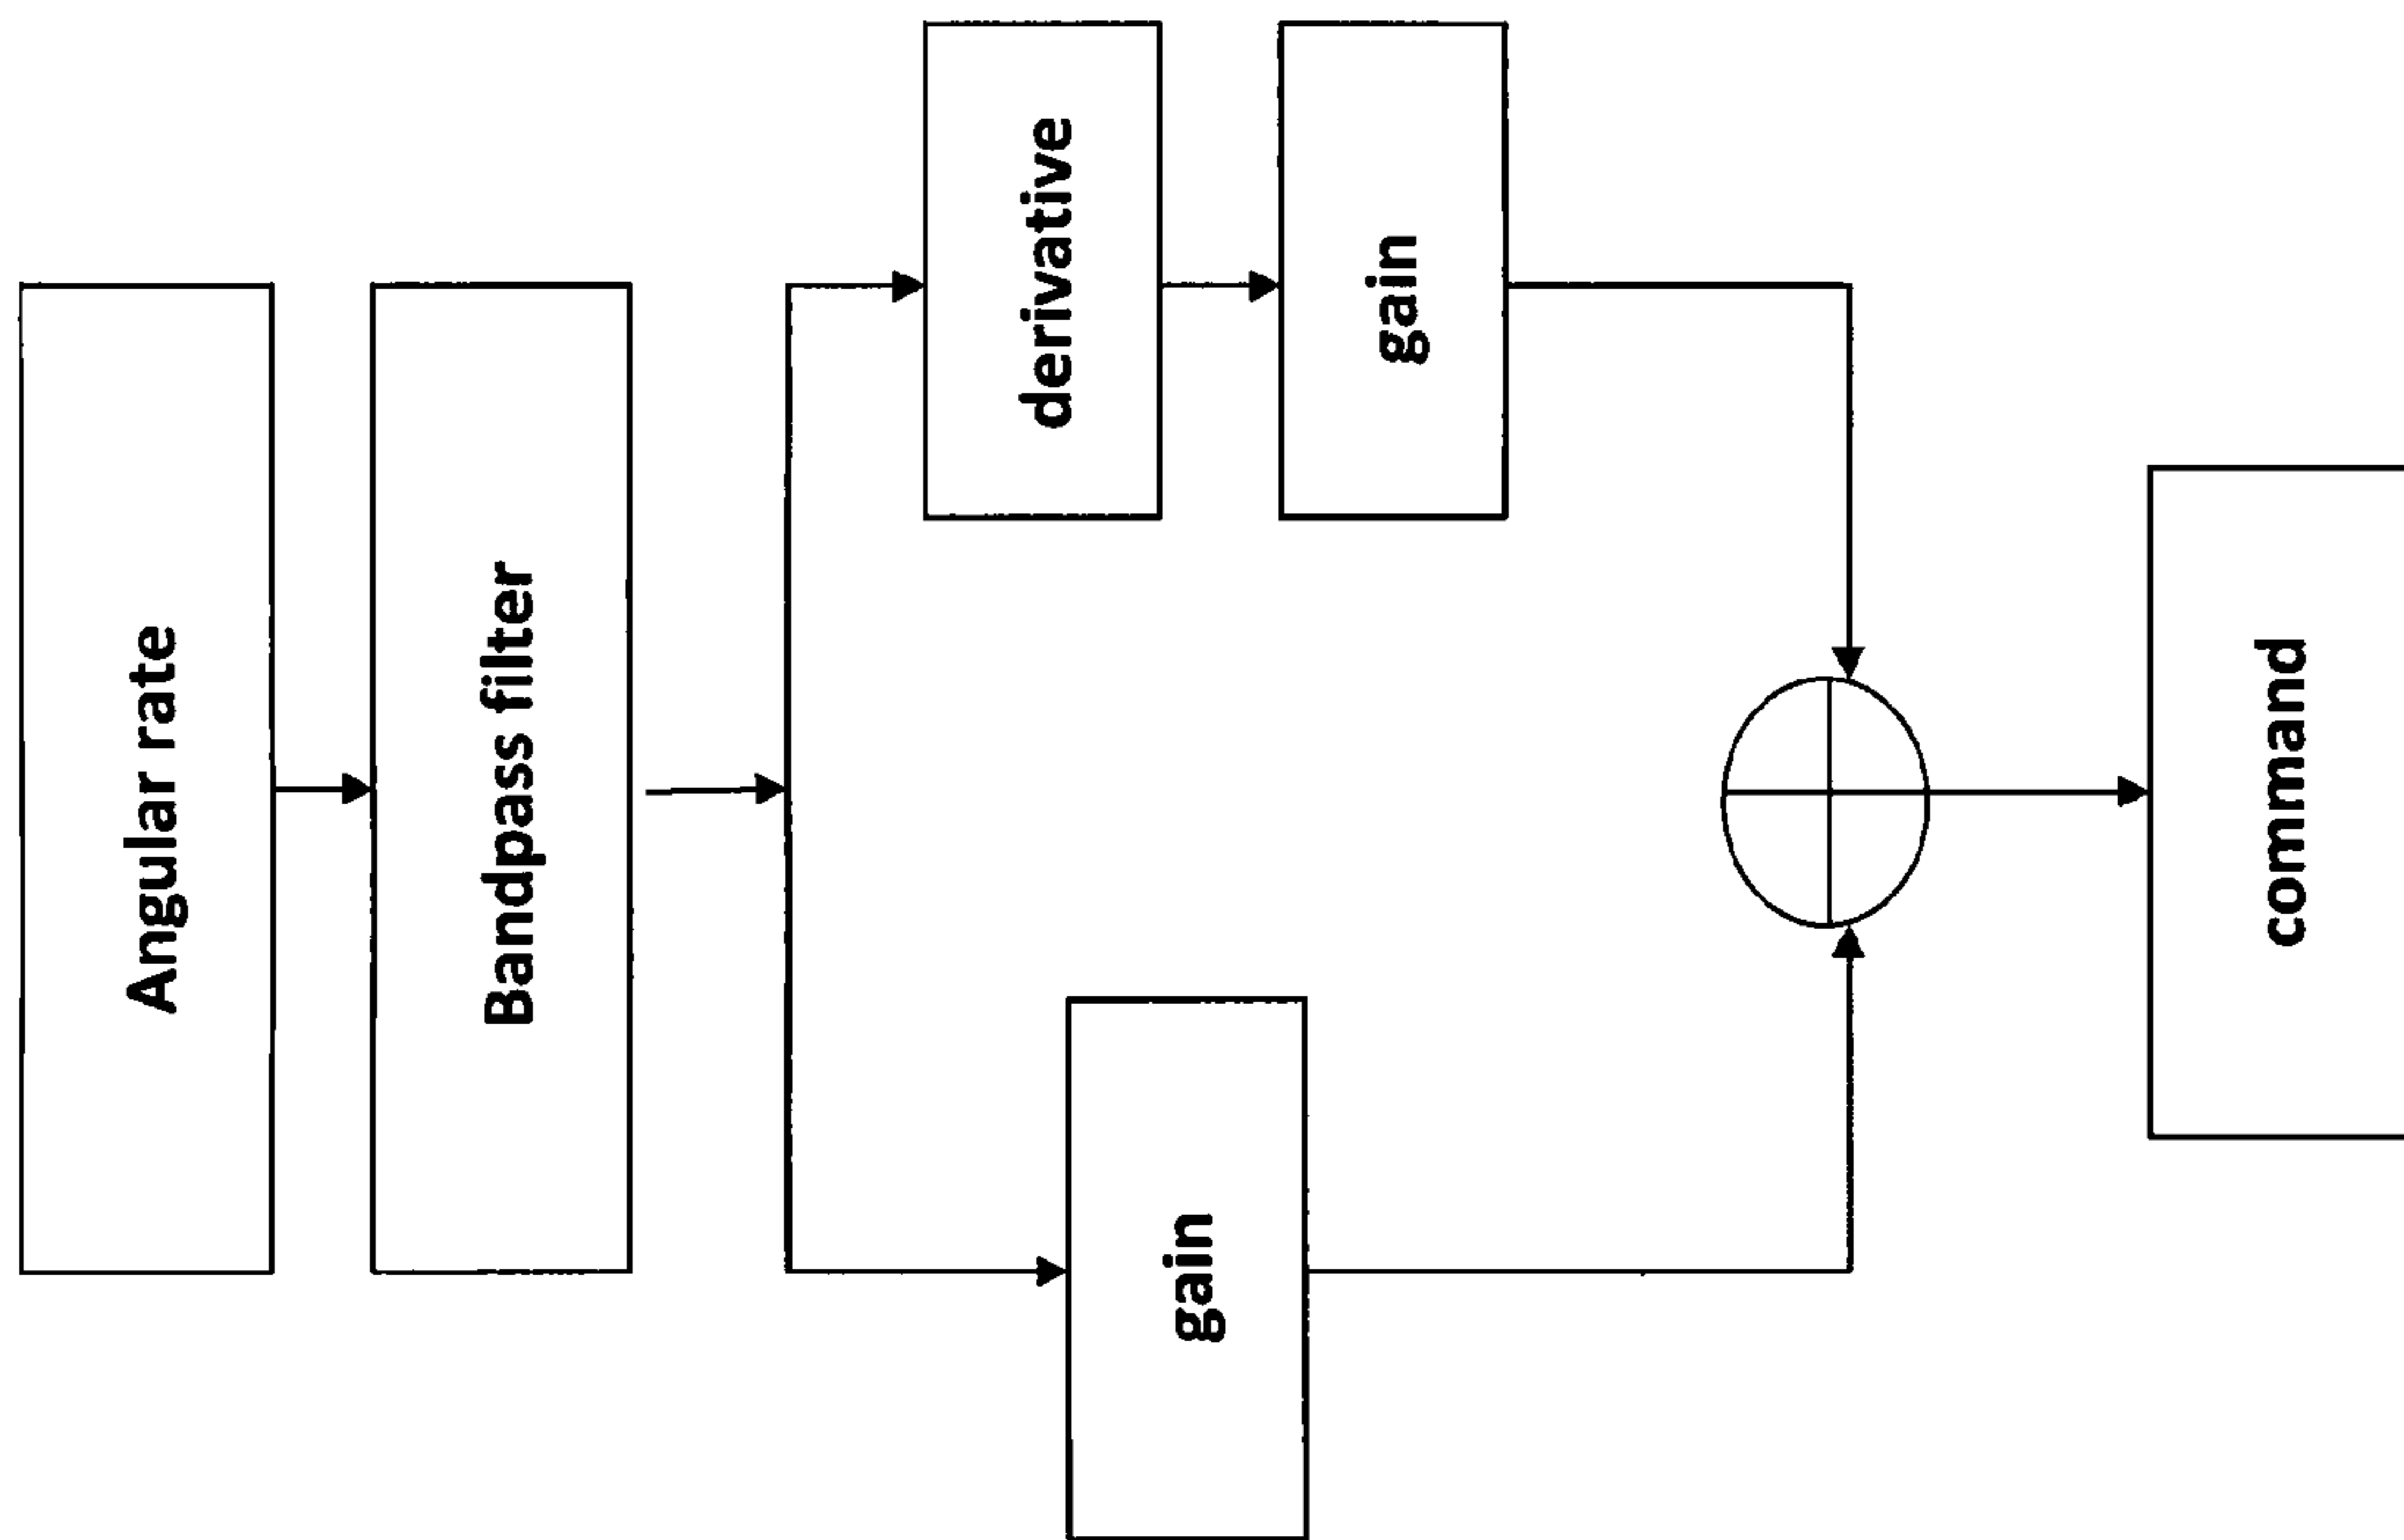 Angular rate
Bandpass filter
gain
derivative
gain
command